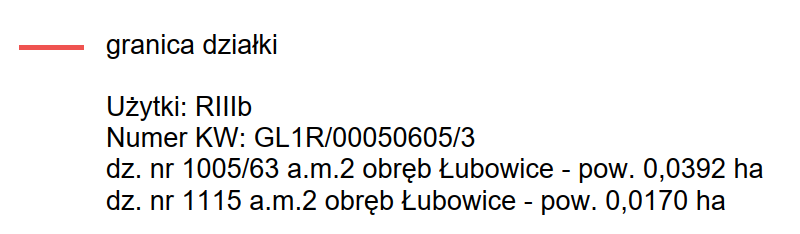 granica działki
Użytki: RIIIb
Numer KW: GL1R/00050605/3
dz. nr 1005/63 a.m.2 obręb Łubowice - pow. 0,0392 ha
dz. nr 1115 a.m.2 obręb Łubowice - pow. 0,0170 ha